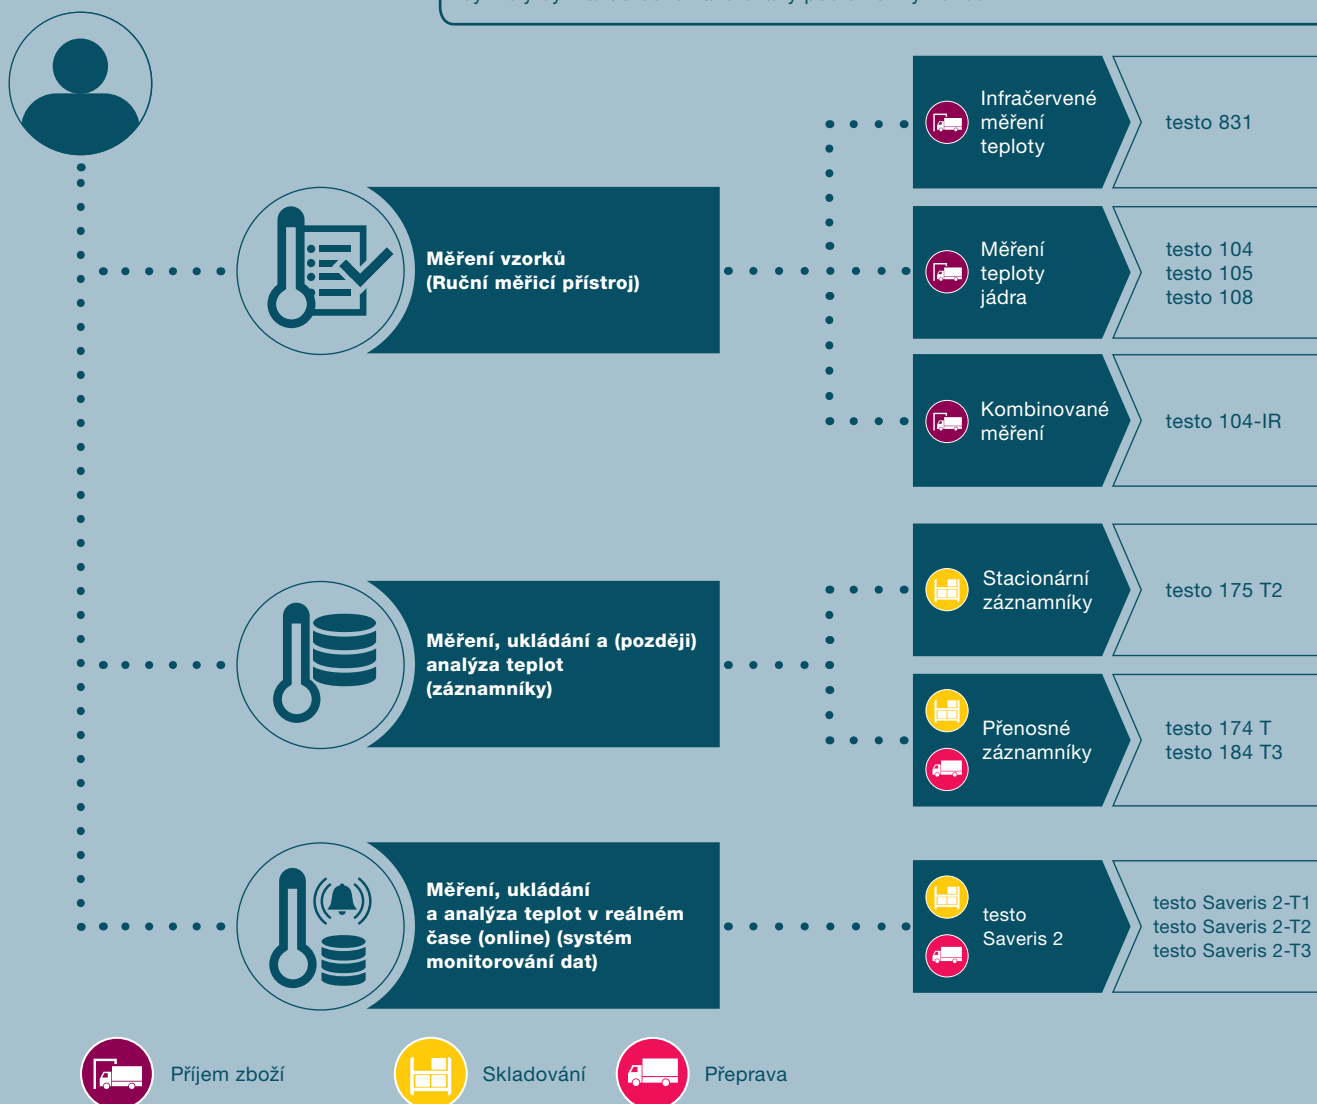 Infračervené
měření
teploty
testo 831
Měření vzorků
(Ruční měřicí přístroj)
Měření
teploty
jádra
testo 104
testo 105
testo 108
Kombinované
měření
testo 104-IR
Měření, ukládání a (později)
analýza teplot
(záznamníky)
Stacionární
záznamníky
testo 175 T2
Přenosné
záznamníky
testo 174 T
testo 184 T3
Měření, ukládání
a analýza teplot v reálném
čase (online) (systém
monitorování dat)
testo
Saveris 2
testo Saveris 2-T1
testo Saveris 2-T2
testo Saveris 2-T3
Příjem zboží
Skladování
Přeprava